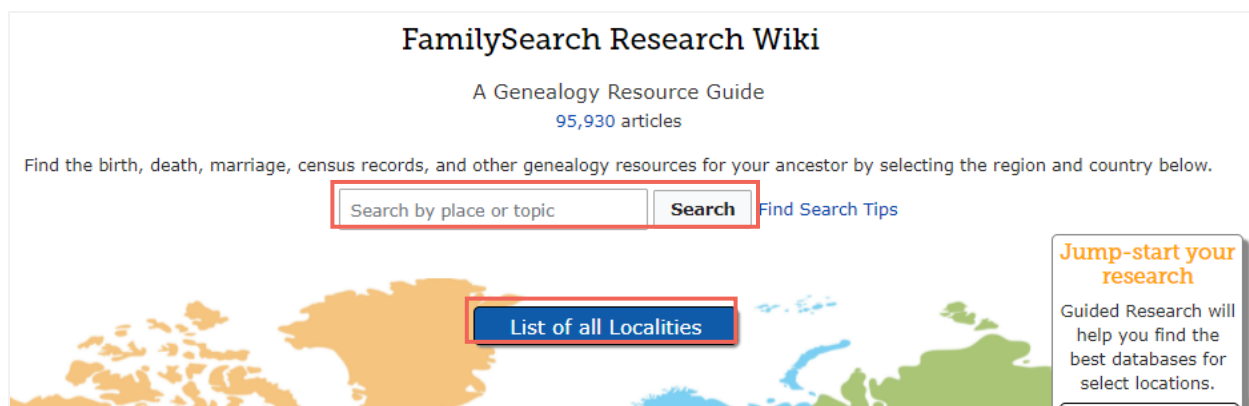 FamilySearch Research Wiki
A Genealogy Resource Guide
95,930 articles
Find the birth, death, marriage, census records, and other genealogy resources for your ancestor by selecting the region and country below.
Search by place or topic Search Find Search Tips
List of all Localities
Jump-start your
research
Guided Research will
help you find the
best databases for
select locations.